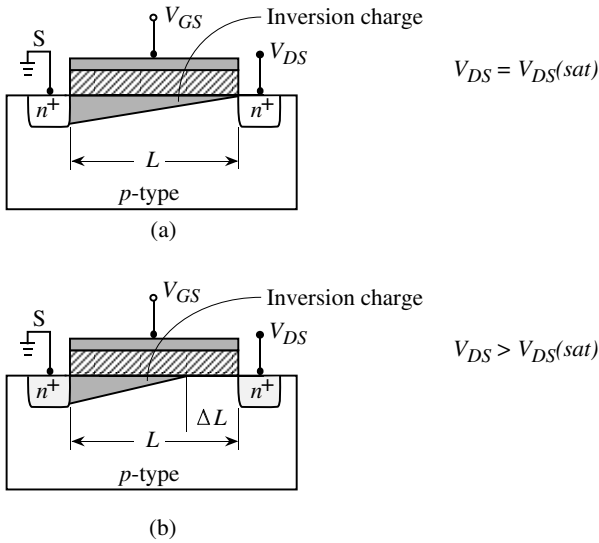 V_GS
Inversion charge
S
V_DS
V_DS = V_DS(sat)
n+
n+
L
p-type
(a)
V_GS
Inversion charge
S
V_DS
V_DS > V_DS(sat)
n+
n+
ΔL
L
p-type
(b)